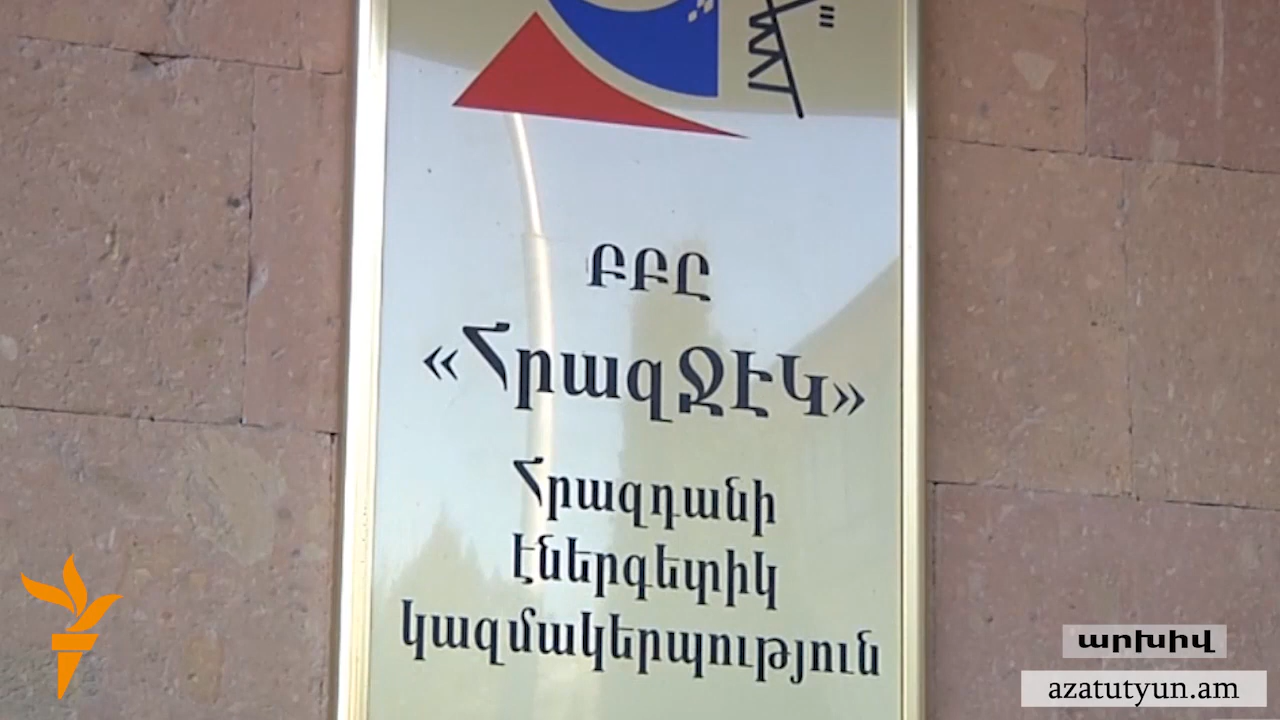 ԲԲԸ
«ՀրազՋԷԿ»
Հրազդանի
էներգետիկ
կազմակերպություն
արխիվ
azatutyun.am